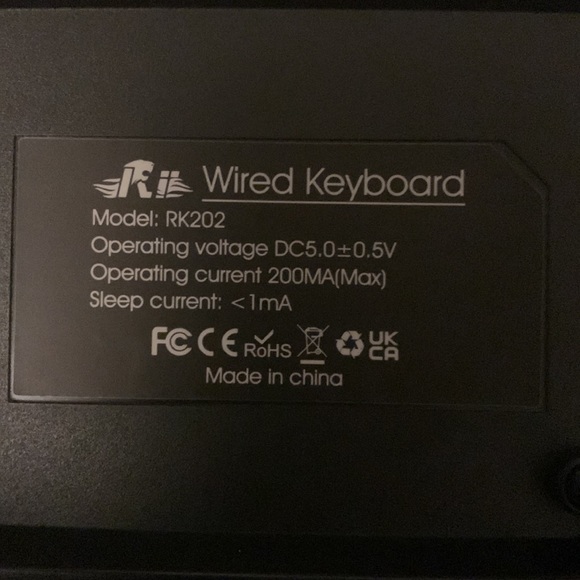 Rii Wired Keyboard
Model: RK202
Operating voltage DC5.0±0.5V
Operating current 200MA(Max)
Sleep current: <1mA
FC CE RoHS UK
CA
Made in china